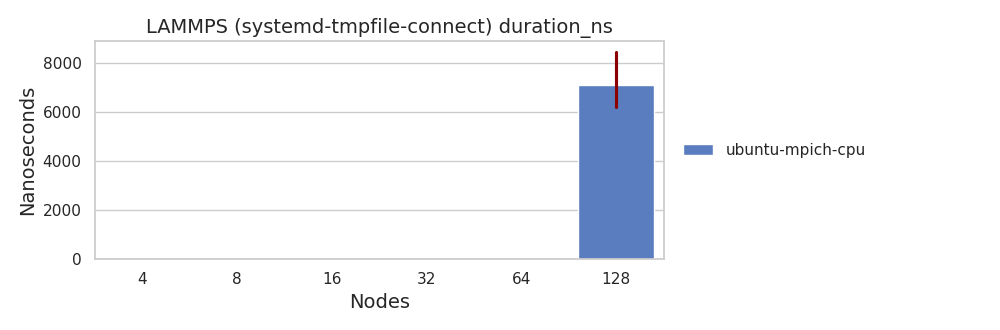 LAMMPS (systemd-tmpfile-connect) duration_ns
Nanoseconds
8000
6000
4000
2000
0
4 8 16 32 64 128
Nodes
ubuntu-mpich-cpu